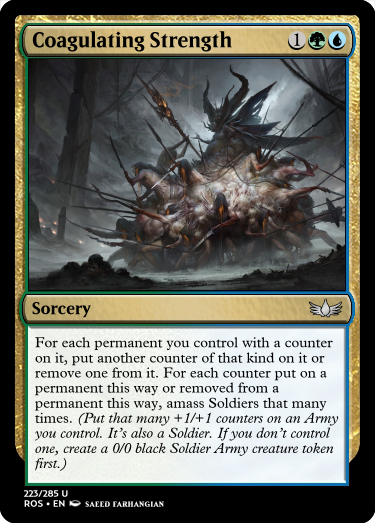 Coagulating Strength 1
Sorcery
For each permanent you control with a counter
on it, put another counter of that kind on it or
remove one from it. For each counter put on a
permanent this way or removed from a
permanent this way, amass Soldiers that many
times. (Put that many +1/+1 counters on an Army
you control. It's also a Soldier. If you don't control
one, create a 0/0 black Soldier Army creature token
first.)
223/285 U
ROS • EN SAEED FARHANGIAN